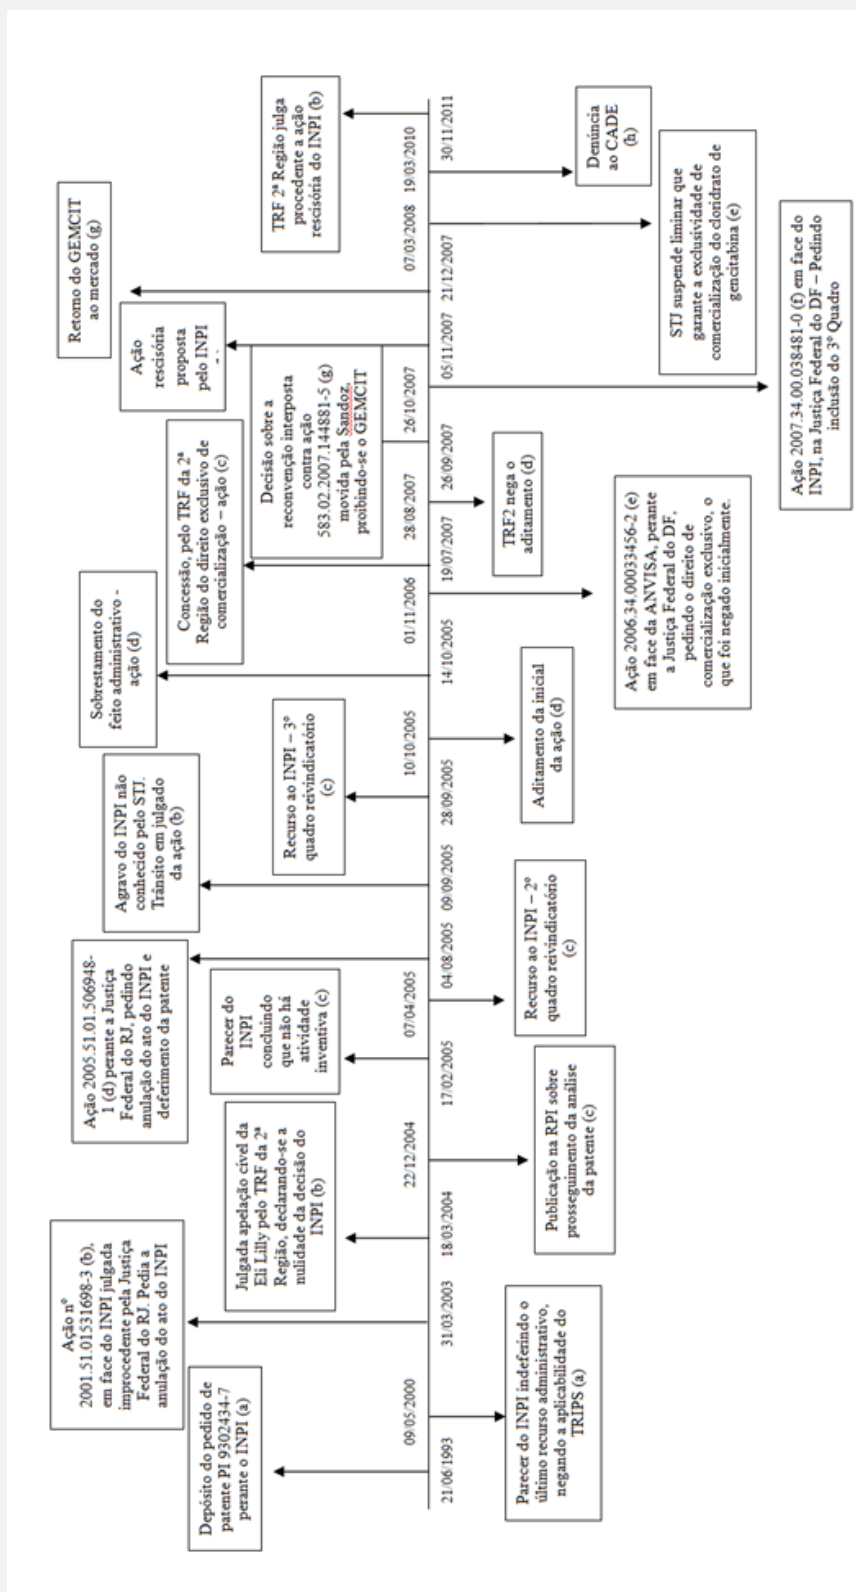 Depósito do pedido de
patente PI 9302434-7
perante o INPI (a)
Ação nº
2001.51.01531698-3 (b),
em face do INPI julgada
improcedente pela Justiça
Federal do RJ. Pedia a
anulação do ato do INPI
Julgada apelação cível da
Eli Lilly pelo TRF da 2ª
Região, declarando-se a
nulidade da decisão do
INPI (b)
Ação 2005.51.01.506948-
1 (d) perante a Justiça
Federal do RJ, pedindo
anulação do ato do INPI e
deferimento da patente
Parecer do
INPI
concluindo
que não há
atividade
inventiva (c)
Agravo do INPI não
conhecido pelo STJ.
Trânsito em julgado
da ação (b)
Recurso ao INPI – 3º
quadro reivindicatório
(c)
Sobrestamento do
feito administrativo -
ação (d)
Concessão, pelo TRF da 2ª
Região do direito exclusivo de
comercialização – ação (c)
Decisão sobre a
reconvenção interposta
contra ação
583.02.2007.144881-5 (g)
movida pela Sandoz,
proibindo-se o GEMCIT
Ação
rescisória
proposta
pelo INPI
Retorno do GEMCIT
ao mercado (g)
TRF 2ª Região julga
procedente a ação
rescisória do INPI (b)
09/05/2000
22/12/2004
07/04/2005
10/10/2005
01/11/2006
28/08/2007
26/10/2007
07/03/2008
19/03/2010
21/06/1993
31/03/2003
18/03/2004
17/02/2005
04/08/2005
09/09/2005
28/09/2005
14/10/2005
19/07/2007
26/09/2007
05/11/2007
21/12/2007
30/11/2011
Parecer do INPI indeferindo o
último recurso administrativo,
negando a aplicabilidade do
TRIPS (a)
Publicação na RPI sobre
prosseguimento da análise
da patente (c)
Recurso ao INPI – 2º
quadro reivindicatório
(c)
Aditamento da inicial
da ação (d)
Ação 2006.34.00033456-2 (e)
em face da ANVISA, perante
a Justiça Federal do DF,
pedindo o direito de
comercialização exclusivo, o
que foi negado inicialmente.
TRF2 nega o
aditamento (d)
Ação 2007.34.00.038481-0 (f) em face do
INPI, na Justiça Federal do DF – Pedindo
inclusão do 3º Quadro
STJ suspende liminar que
garante a exclusividade de
comercialização do cloridrato de
gencitabina (e)
Denúncia
ao CADE
(h)